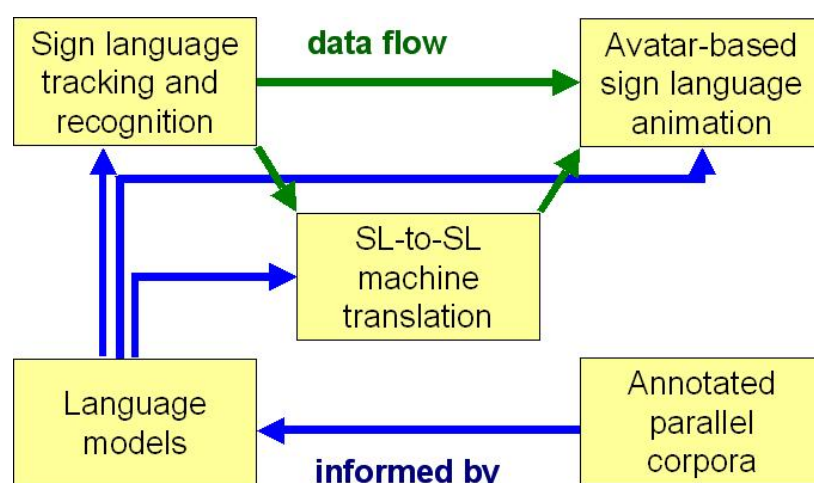 Sign language
tracking and
recognition
data flow
Avatar-based
sign language
animation
SL-to-SL
machine
translation
Language
models
informed by
Annotated
parallel
corpora